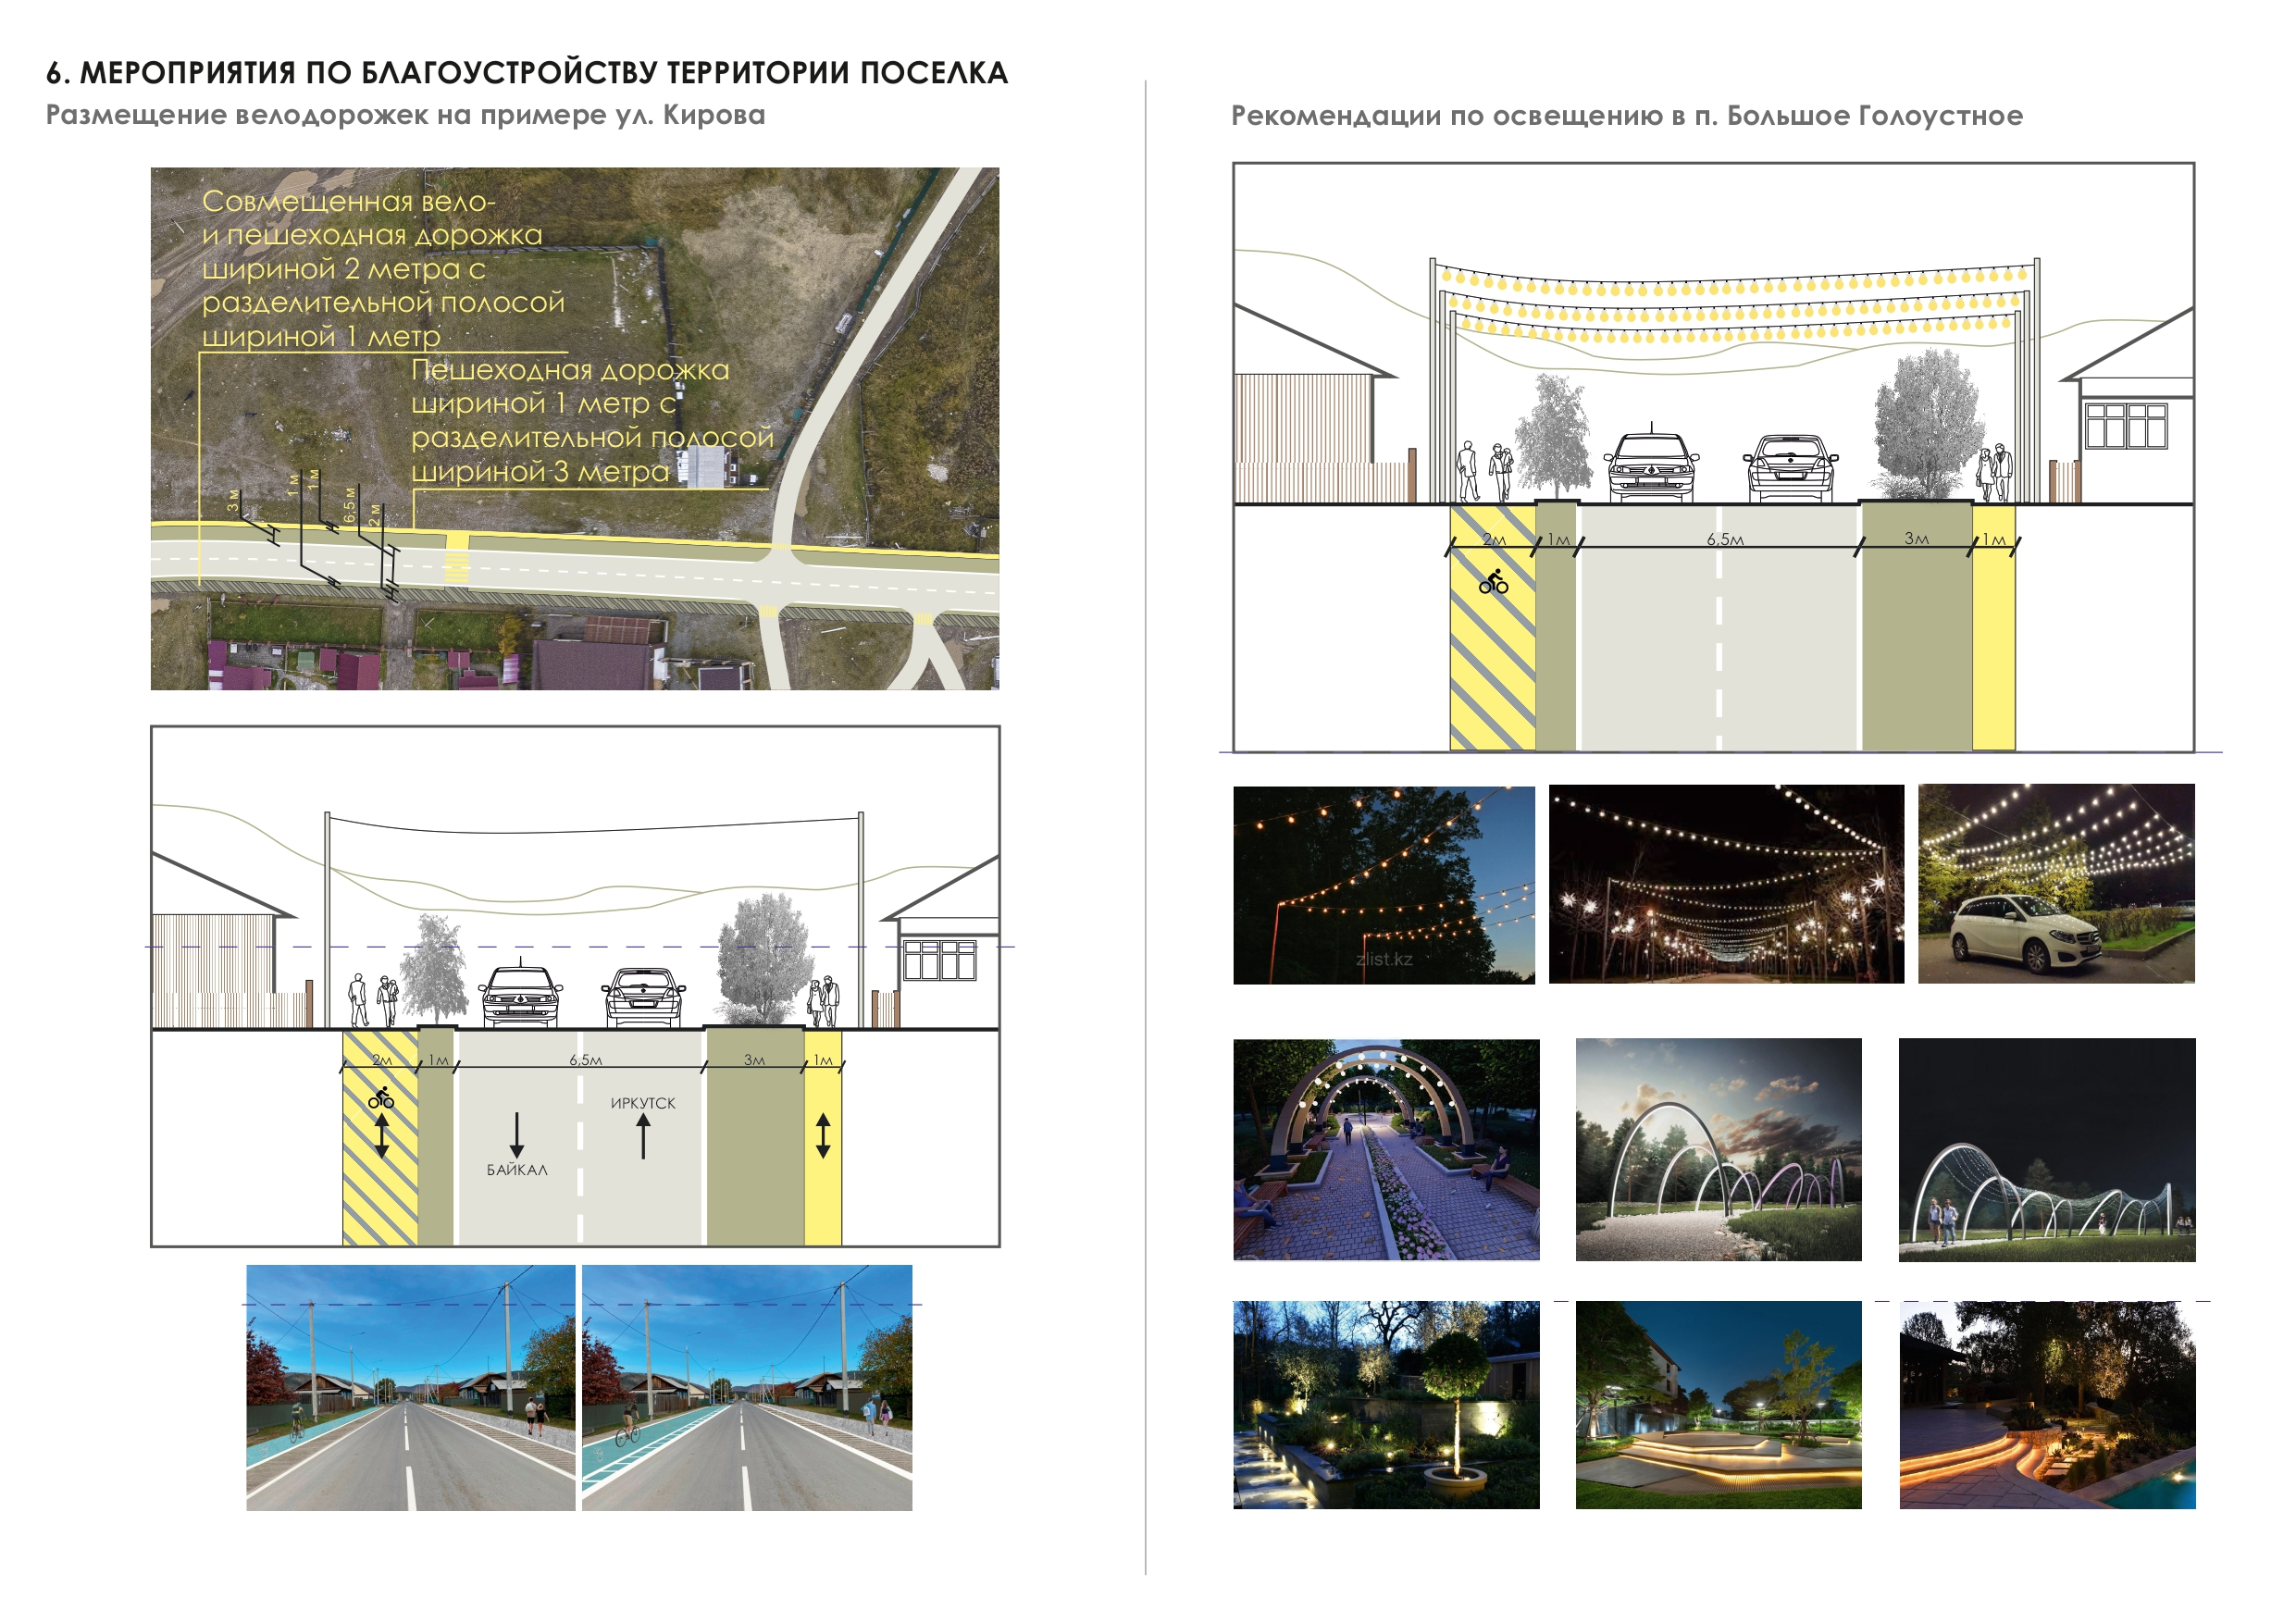 6. МЕРОПРИЯТИЯ ПО БЛАГОУСТРОЙСТВУ ТЕРРИТОРИИ ПОСЕЛКА
Размещение велодорожек на примере ул. Кирова
Совмещенная вело-
и пешеходная дорожка
шириной 2 метра с
разделительной полосой
шириной 1 метр
Пешеходная дорожка
шириной 1 метр с
разделительной полосой
шириной 3 метра
3 м
1 м
1 м
6.5 м
2 м
2м 1м 6,5м 3м 1м
ИРКУТСК
БАЙКАЛ
Рекомендации по освещению в п. Большое Голоустное
2м 1м 6,5м 3м 1м
zlist.kz